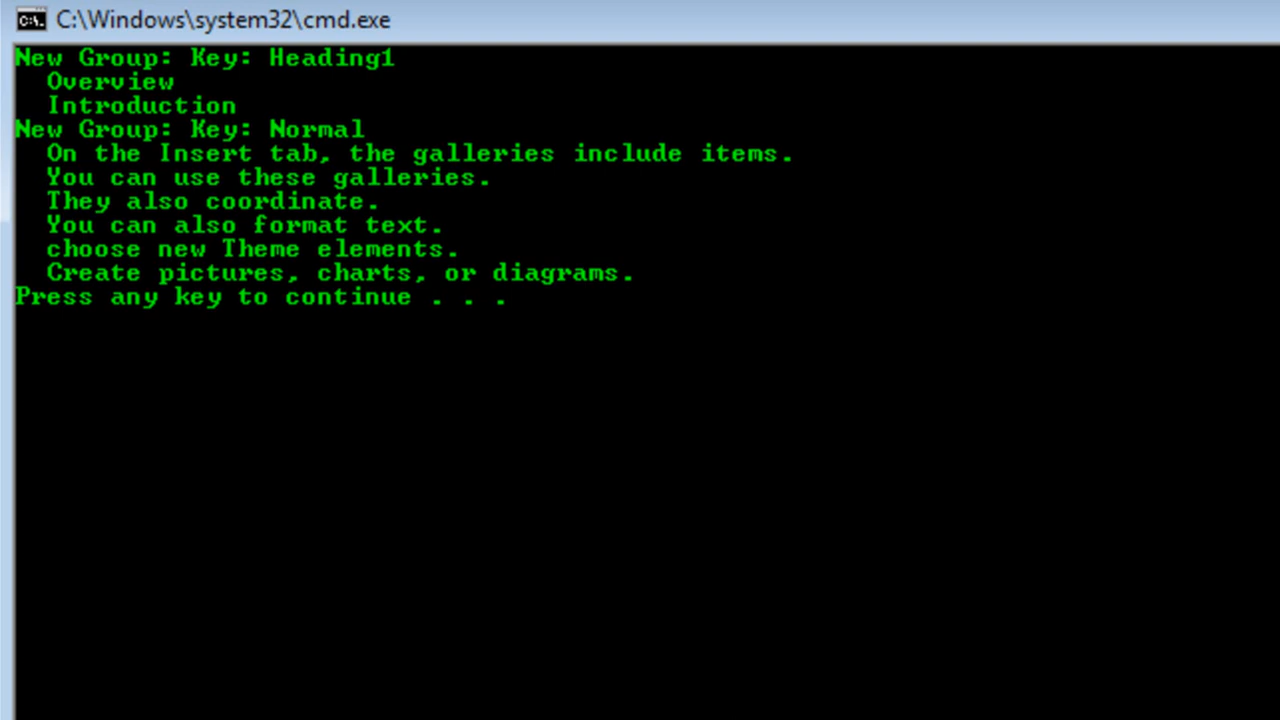 C:\Windows\system32\cmd.exe
New Group: Key: Heading1
Overview
Introduction
New Group: Key: Normal
On the Insert tab, the galleries include items.
You can use these galleries.
They also coordinate.
You can also format text.
choose new Theme elements.
Create pictures, charts, or diagrams.
Press any key to continue . . .